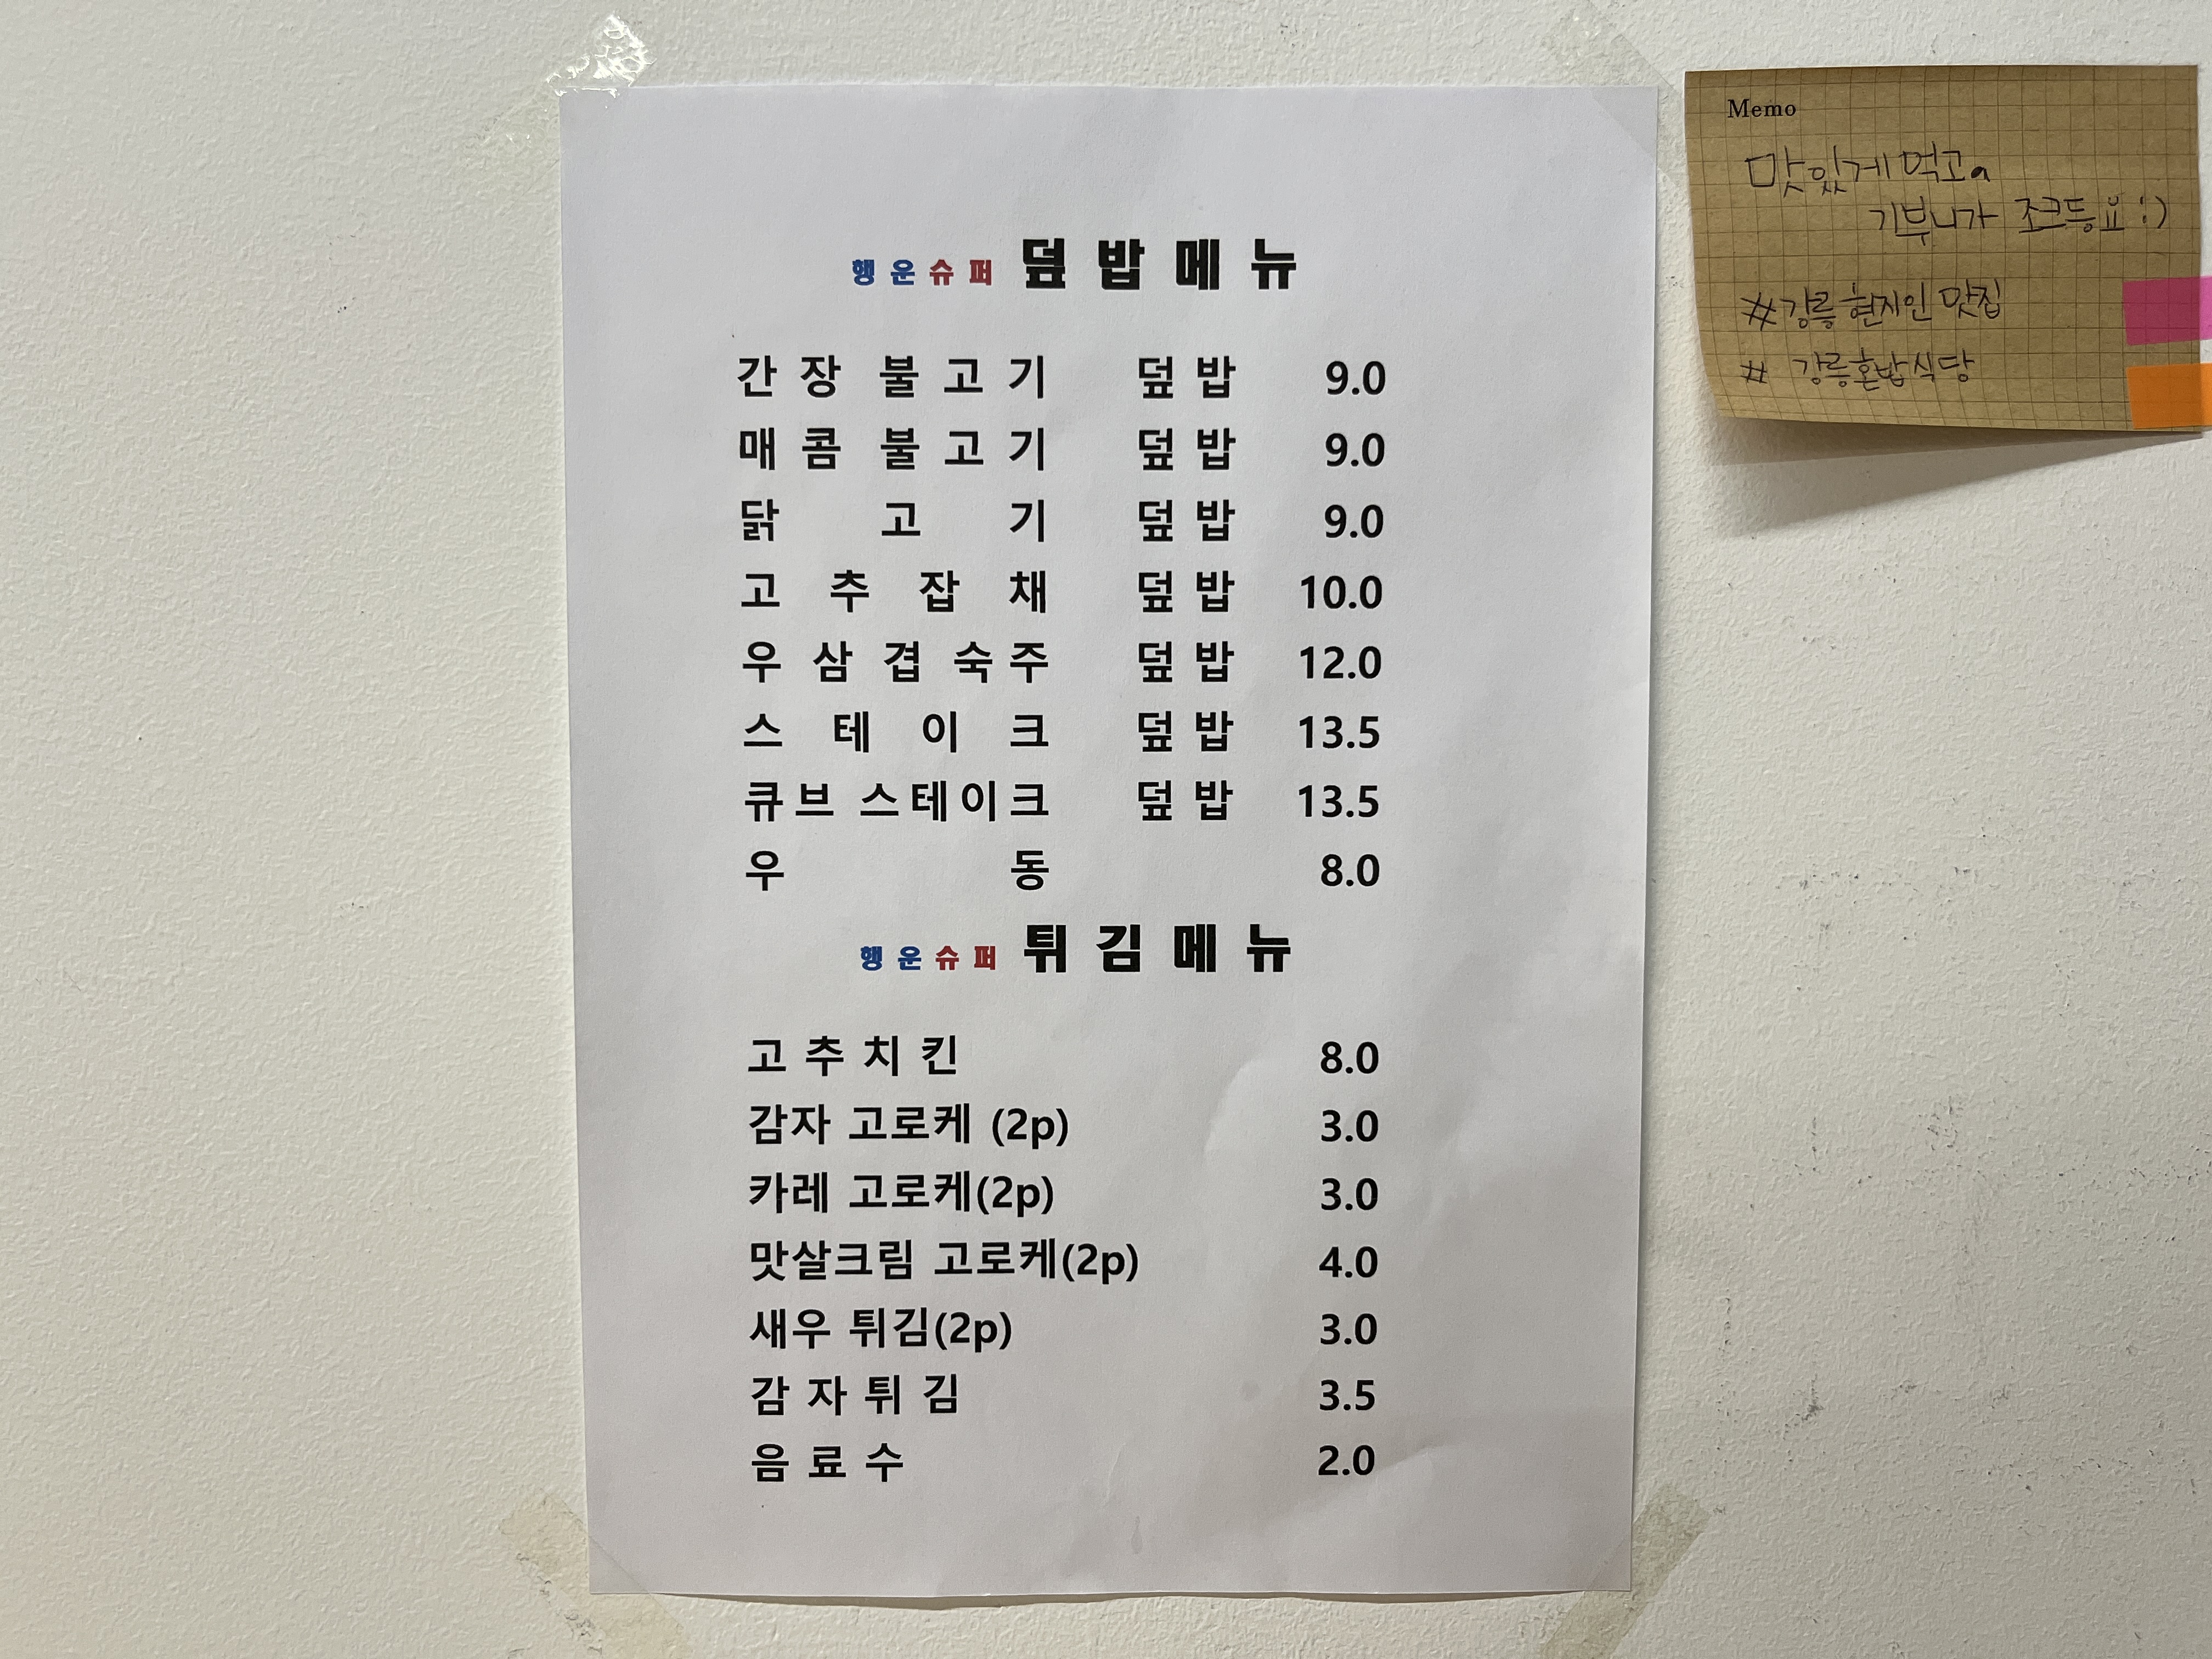 행운슈퍼 덮밥메뉴
간장 불고기 덮밥 9.0
매콤 불고기 덮밥 9.0
닭고기 덮밥 9.0
고추잡채 덮밥 10.0
우삼겹숙주 덮밥 12.0
스테이크 덮밥 13.5
큐브 스테이크 덮밥 13.5
우동 8.0
행운슈퍼 튀김메뉴
고추치킨 8.0
감자 고로케 (2p) 3.0
카레 고로케(2p) 3.0
맛살크림 고로케(2p) 4.0
새우 튀김(2p) 3.0
감자튀김 3.5
음료수 2.0
Memo
맛있게 먹고。
기부니가 조크등요 :)
#강릉현지인 맛집
# 강릉혼밥식당